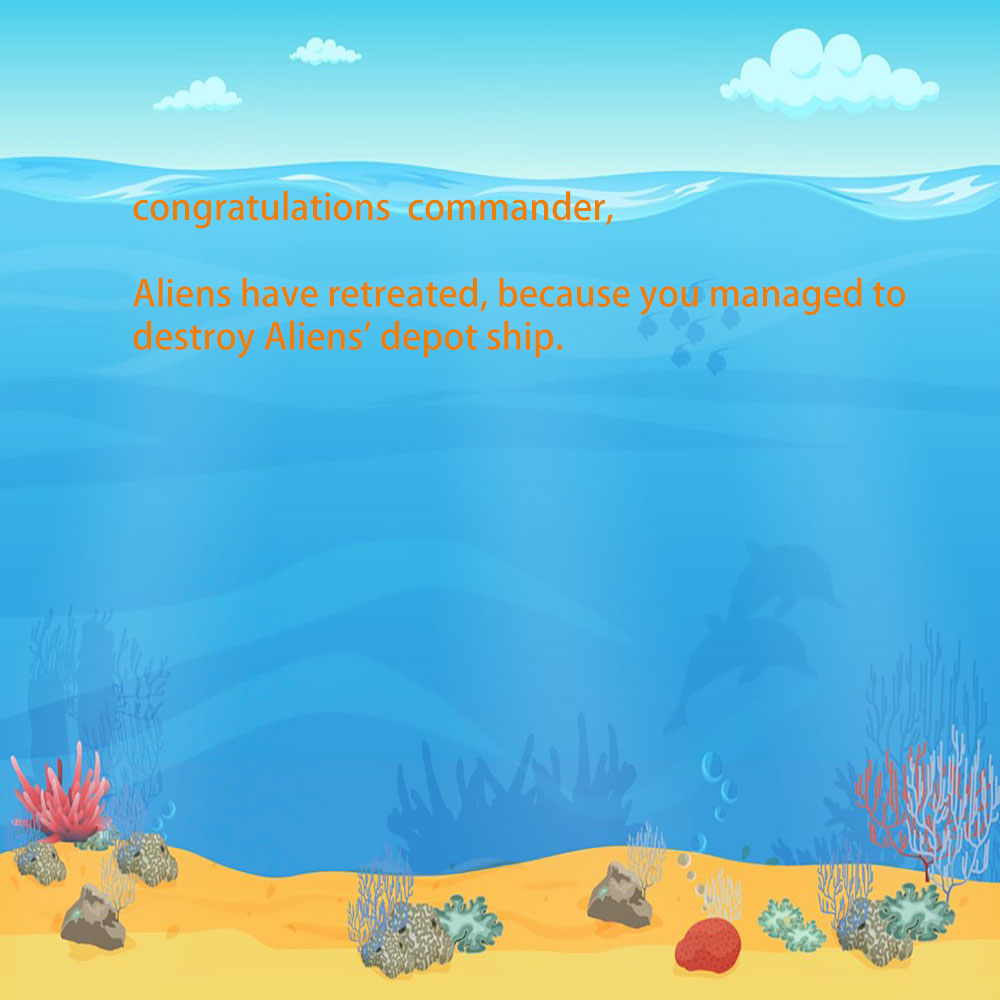 congratulations  commander,
Aliens have retreated, because you managed to
destroy Aliens’ depot ship.